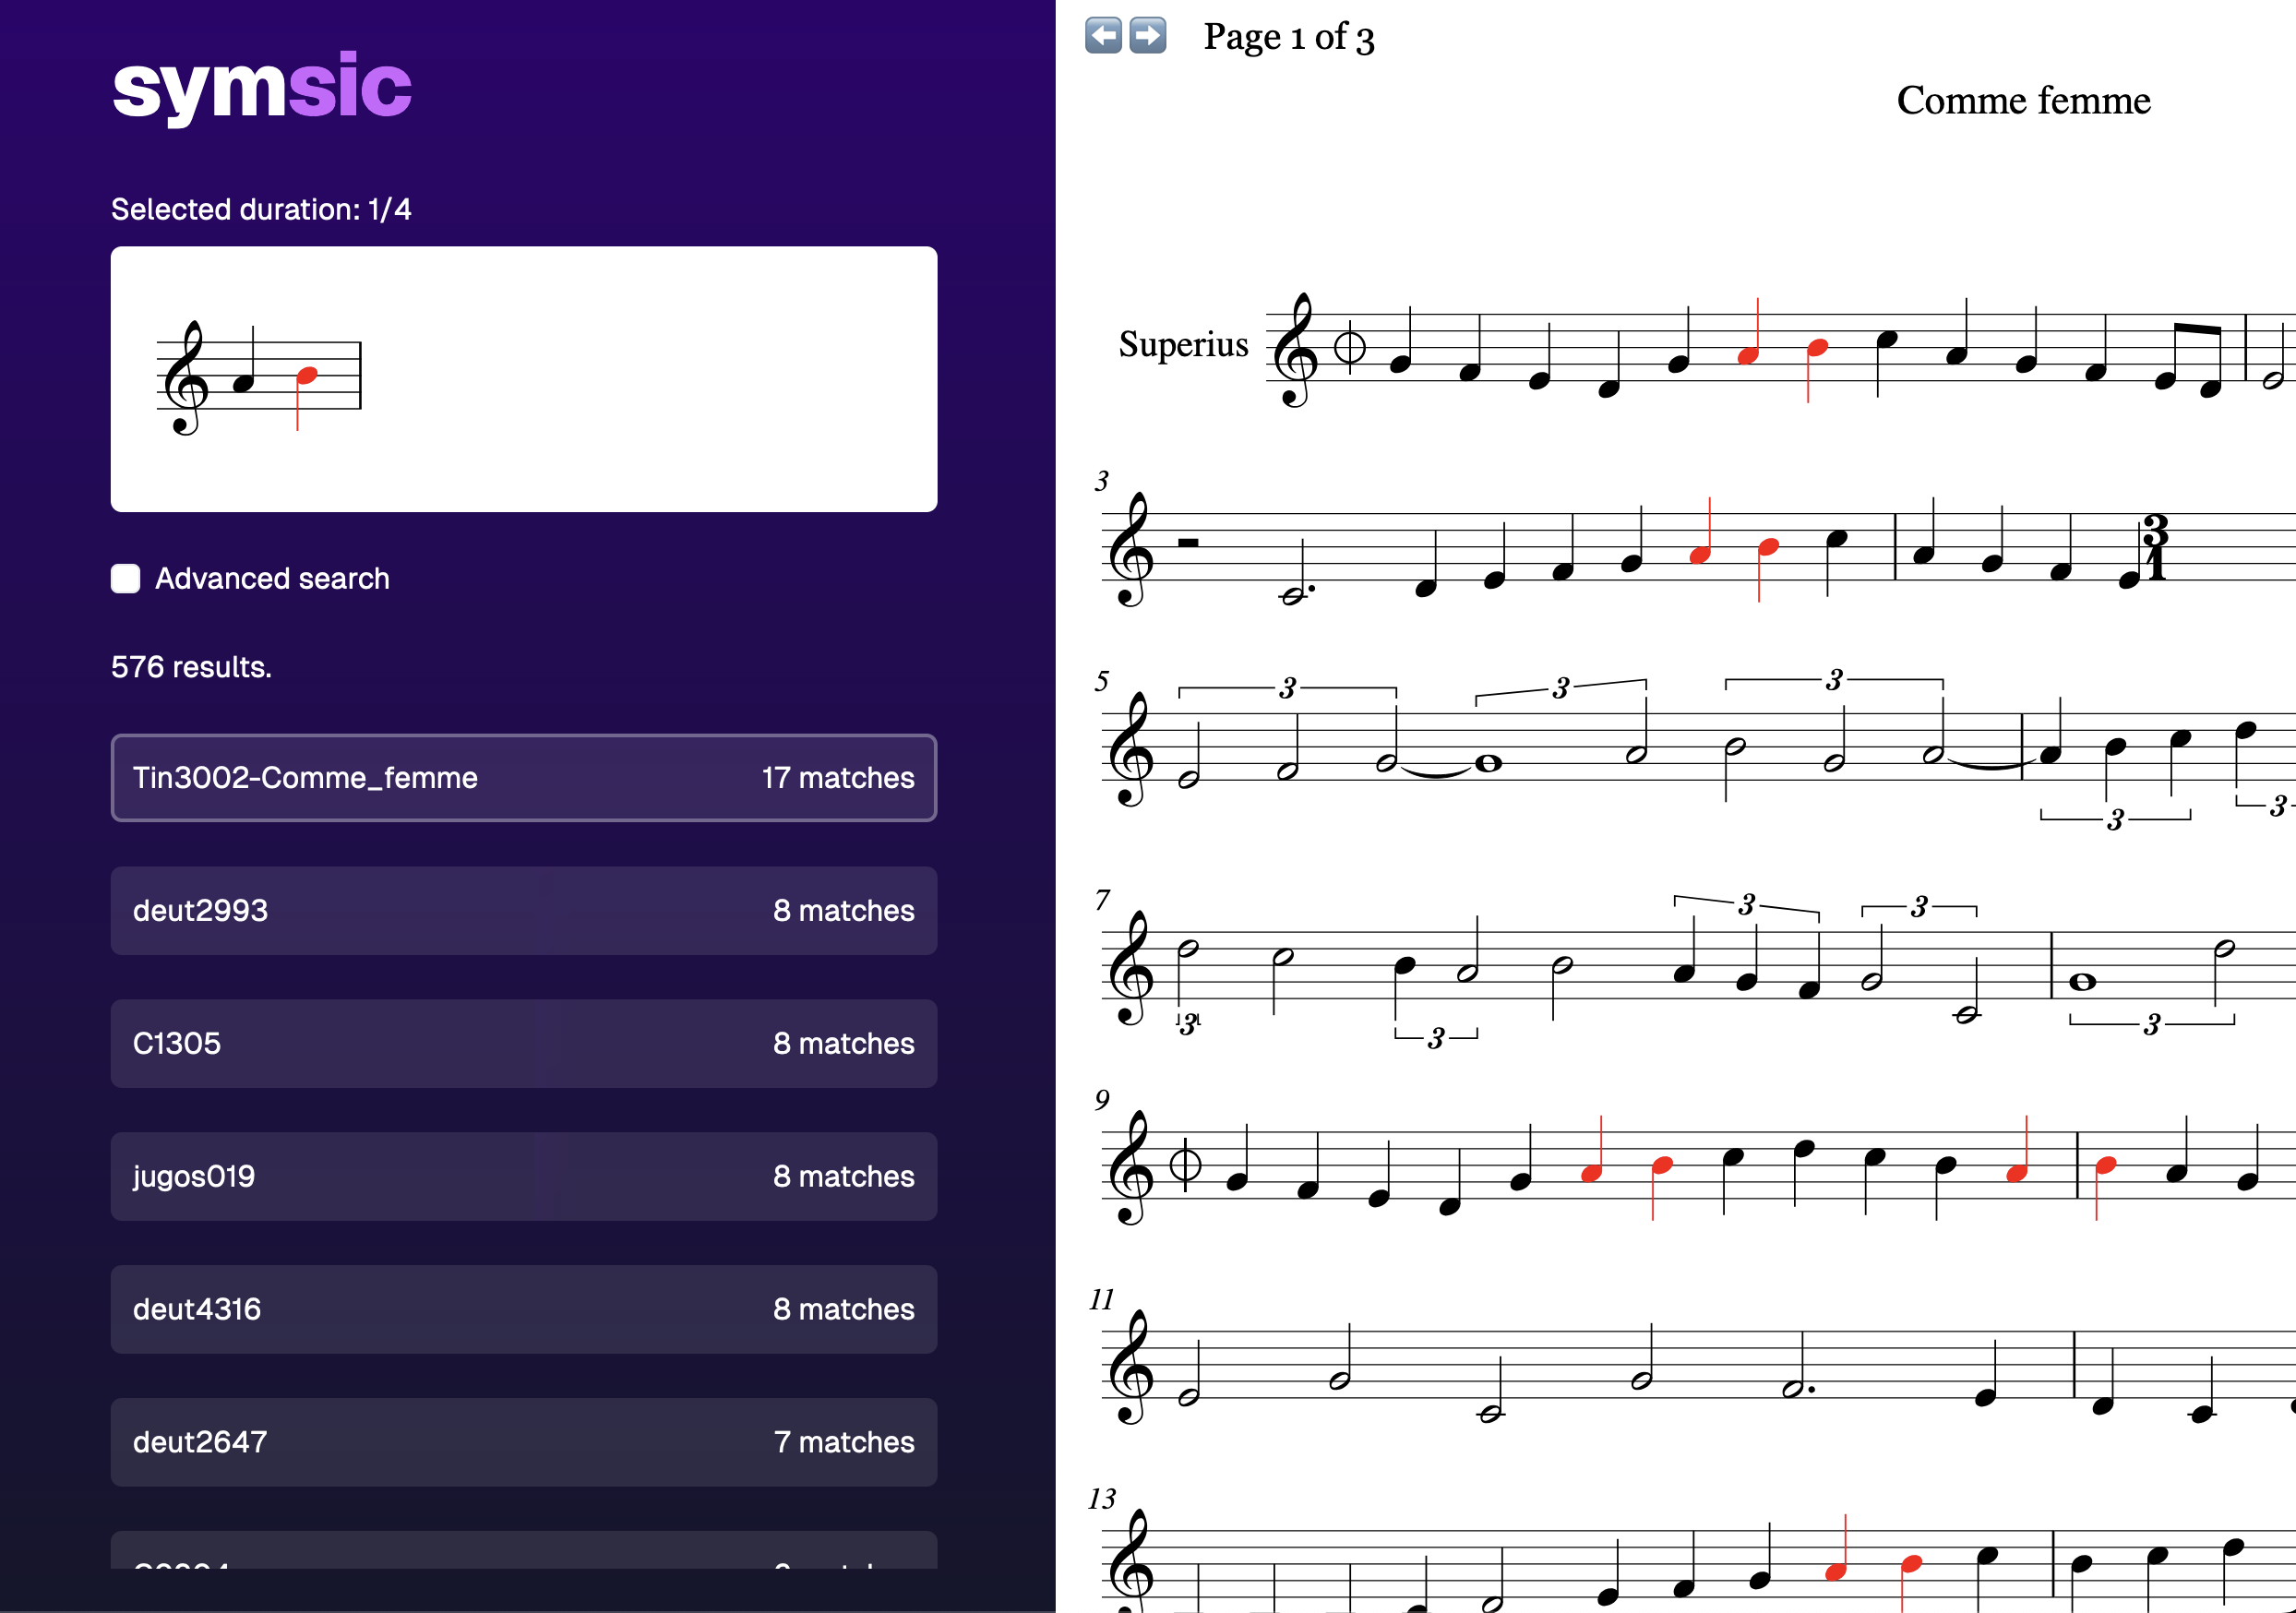 symsic
Selected duration: 1/4
Advanced search
576 results.
Tin3002-Comme_femme 17 matches
deut2993 8 matches
C1305 8 matches
jugos019 8 matches
deut4316 8 matches
deut2647 7 matches
Page 1 of 3
Comme femme
Superius
3
3
1
5
3 3 3
3 3
7
3 3
3 3 3
9
11
13